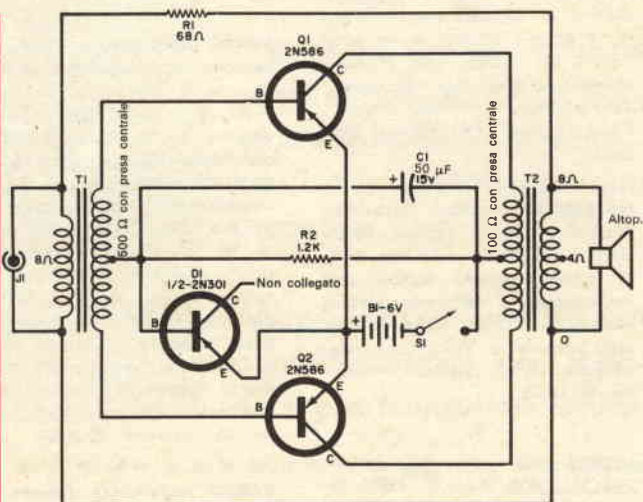 R1
68Ω
Q1
2N586
C
B
E
T1
500 Ω con presa centrale
8Ω
J1
C1
50 µF
15V
+
R2
1.2K
D1
1/2-2N301
C
Non collegato
B
E
+
B1-6V
S1
Q2
2N586
E
B
C
100 Ω con presa centrale
T2
8Ω
4Ω
0
Altop.